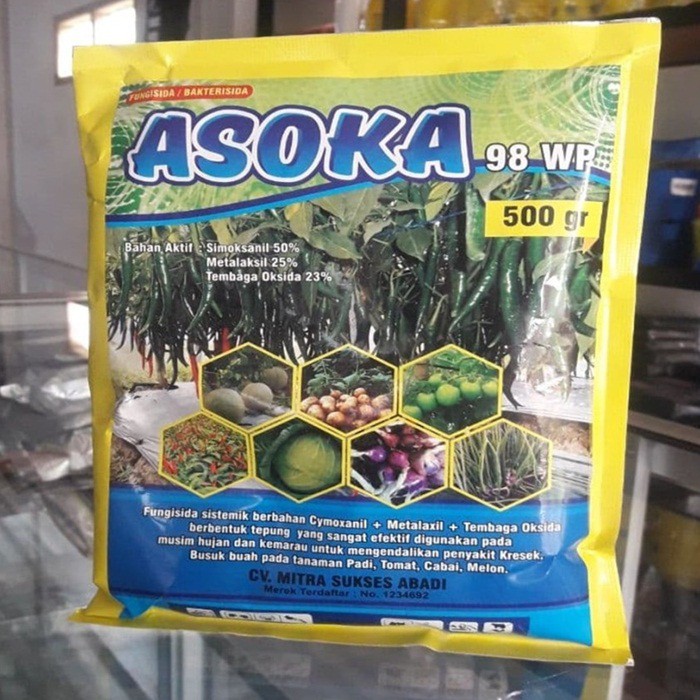 FUNGISIDA / BAKTERISIDA
ASOKA 98 WP
500 gr
Bahan Aktif : Simoksanil 50%
Metalaksil 25%
Tembaga Oksida 23%
Fungisida sistemik berbahan Cymoxanil + Metalaxil + Tembaga Oksida
berbentuk tepung yang sangat efektif digunakan pada
musim hujan dan kemarau untuk mengendalikan penyakit Kresek.
Busuk buah pada tanaman Padi, Tomat, Cabai, Melon.
CV. MITRA SUKSES ABADI
Merek Terdaftar : No. 1234692